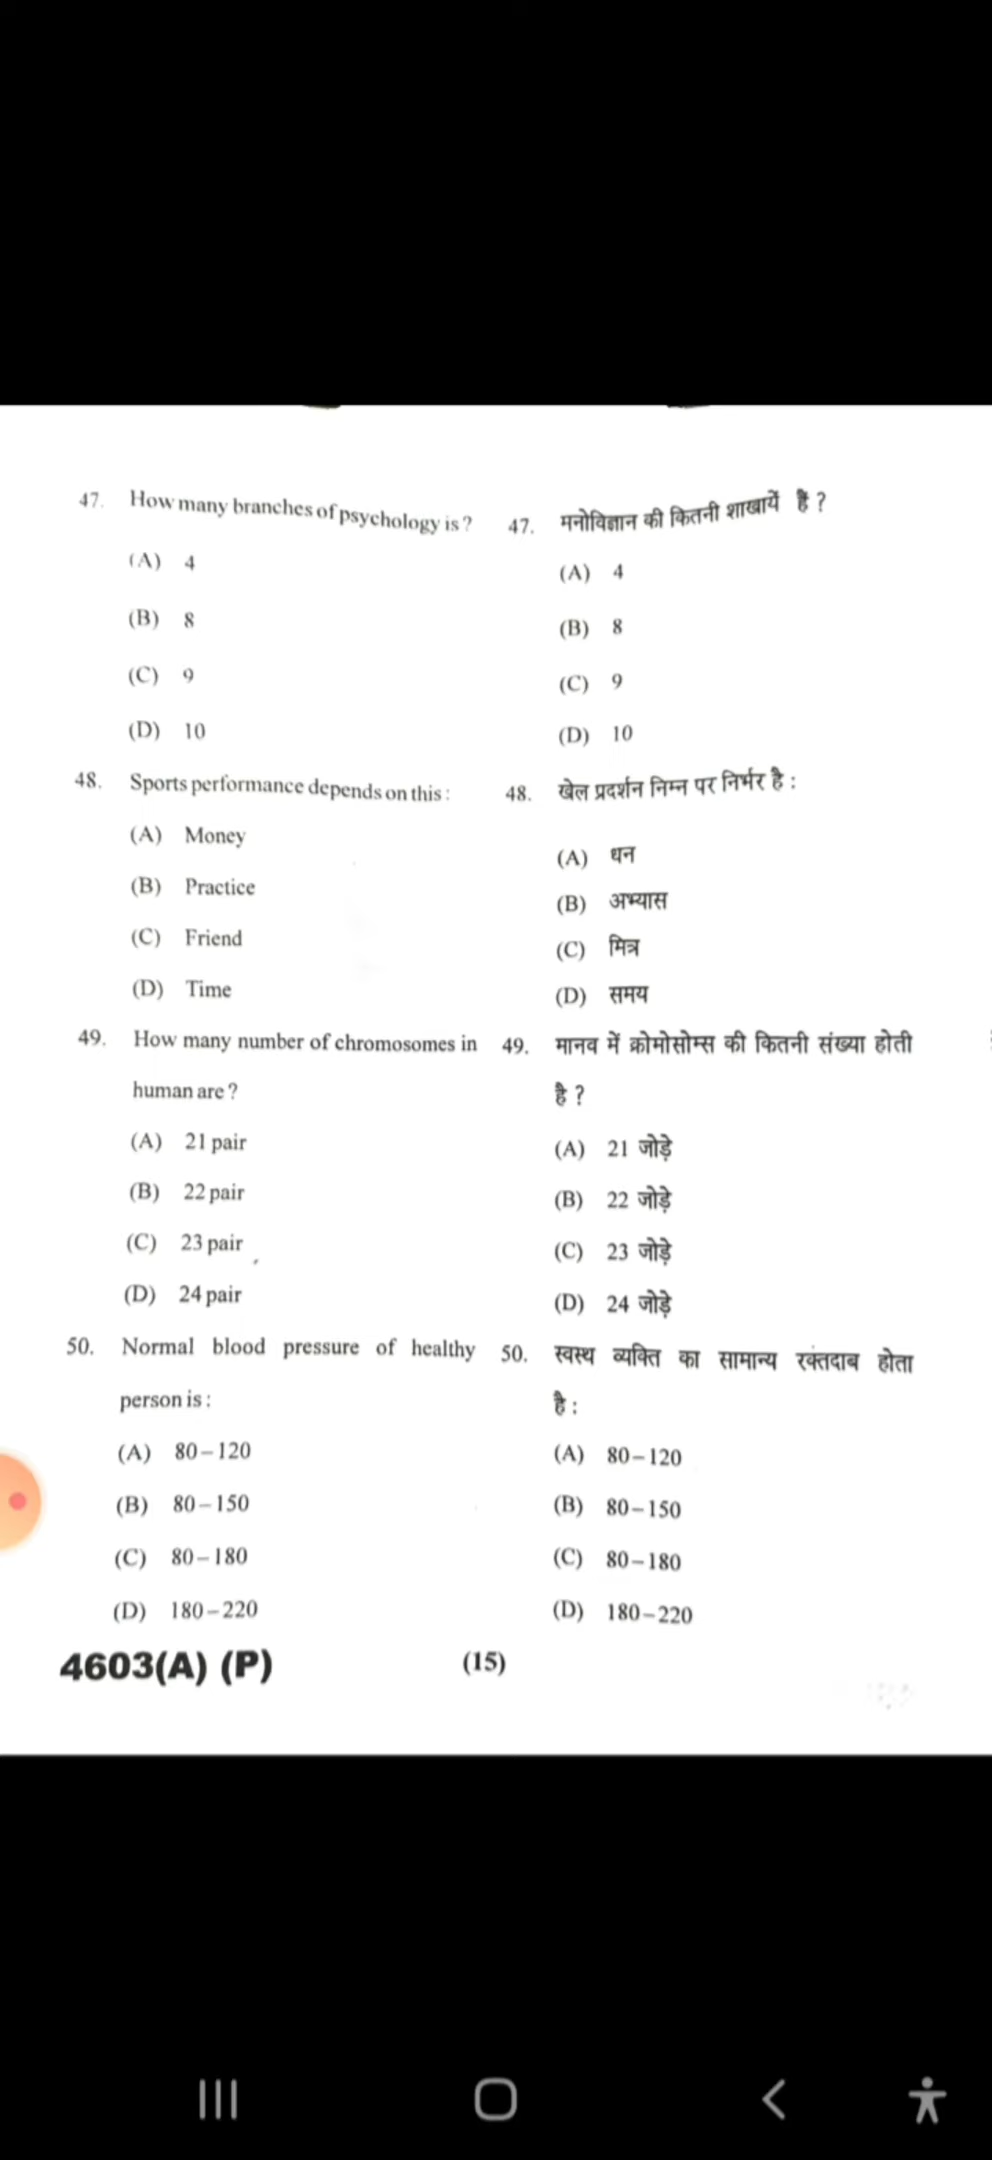 47. How many branches of psychology is ?
(A) 4
(B) 8
(C) 9
(D) 10
48. Sports performance depends on this :
(A) Money
(B) Practice
(C) Friend
(D) Time
49. How many number of chromosomes in
human are ?
(A) 21 pair
(B) 22 pair
(C) 23 pair
(D) 24 pair
50. Normal blood pressure of healthy
person is :
(A) 80 – 120
(B) 80 – 150
(C) 80 – 180
(D) 180 – 220
47. मनोविज्ञान की कितनी शाखायें हैं ?
(A) 4
(B) 8
(C) 9
(D) 10
48. खेल प्रदर्शन निम्न पर निर्भर है :
(A) धन
(B) अभ्यास
(C) मित्र
(D) समय
49. मानव में क्रोमोसोम्स की कितनी संख्या होती
है ?
(A) 21 जोड़े
(B) 22 जोड़े
(C) 23 जोड़े
(D) 24 जोड़े
50. स्वस्थ व्यक्ति का सामान्य रक्तदाब होता
है :
(A) 80 – 120
(B) 80 – 150
(C) 80 – 180
(D) 180 – 220
4603(A) (P)
(15)